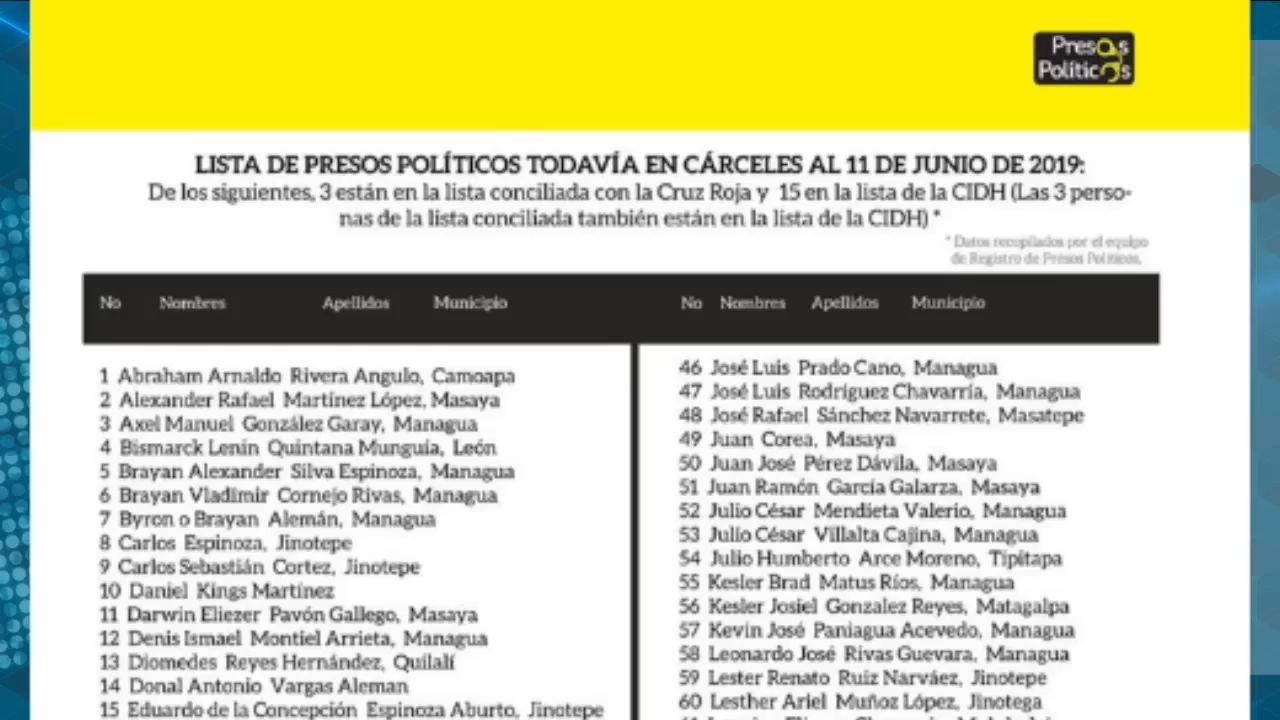 Presos
Políticos
LISTA DE PRESOS POLÍTICOS TODAVÍA EN CÁRCELES AL 11 DE JUNIO DE 2019:
De los siguientes, 3 están en la lista conciliada con la Cruz Roja y 15 en la lista de la CIDH (Las 3 perso-
nas de la lista conciliada también están en la lista de la CIDH) *
* Datos recopilados por el equipo
de Registro de Presos Políticos.
No Nombres Apellidos Municipio
1 Abraham Arnaldo Rivera Angulo, Camoapa
2 Alexander Rafael Martínez López, Masaya
3 Axel Manuel González Garay, Managua
4 Bismarck Lenin Quintana Munguía, León
5 Brayan Alexander Silva Espinoza, Managua
6 Brayan Vladimir Cornejo Rivas, Managua
7 Byron o Brayan Alemán, Managua
8 Carlos Espinoza, Jinotepe
9 Carlos Sebastián Cortez, Jinotepe
10 Daniel Kings Martínez
11 Darwin Eliezer Pavón Gallego, Masaya
12 Denis Ismael Montiel Arrieta, Managua
13 Diomedes Reyes Hernández, Quilalí
14 Donal Antonio Vargas Aleman
15 Eduardo de la Concepción Espinoza Aburto, Jinotepe
No Nombres Apellidos Municipio
46 José Luis Prado Cano, Managua
47 José Luis Rodríguez Chavarría, Managua
48 José Rafael Sánchez Navarrete, Masatepe
49 Juan Corea, Masaya
50 Juan José Pérez Dávila, Masaya
51 Juan Ramón García Galarza, Masaya
52 Julio César Mendieta Valerio, Managua
53 Julio César Villalta Cajina, Managua
54 Julio Humberto Arce Moreno, Tipitapa
55 Kesler Brad Matus Ríos, Managua
56 Kesler Josiel Gonzalez Reyes, Matagalpa
57 Kevin José Paniagua Acevedo, Managua
58 Leonardo José Rivas Guevara, Managua
59 Lester Renato Ruiz Narváez, Jinotepe
60 Lesther Ariel Muñoz López, Jinotega